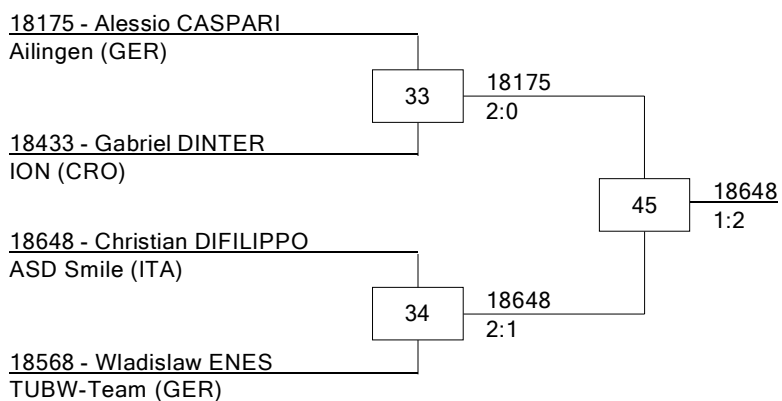 18175 - Alessio CASPARI
Ailingen (GER)
33
18175
2:0
18433 - Gabriel DINTER
ION (CRO)
45
18648
1:2
18648 - Christian DIFILIPPO
ASD Smile (ITA)
34
18648
2:1
18568 - Wladislaw ENES
TUBW-Team (GER)